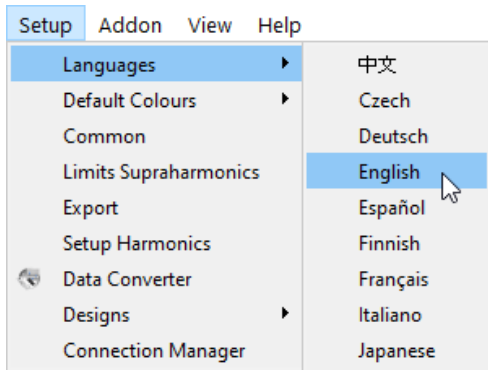 Setup Addon View Help
Languages 中文
Default Colours Czech
Common Deutsch
Limits Supraharmonics English
Export Español
Setup Harmonics Finnish
Data Converter Français
Designs Italiano
Connection Manager Japanese